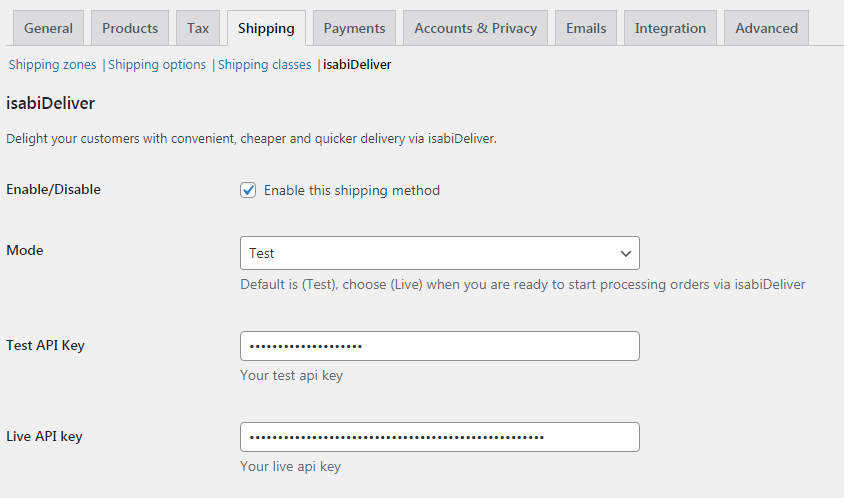 General Products Tax Shipping Payments Accounts & Privacy Emails Integration Advanced
Shipping zones | Shipping options | Shipping classes | isabiDeliver
isabiDeliver
Delight your customers with convenient, cheaper and quicker delivery via isabiDeliver.
Enable/Disable Enable this shipping method
Mode Test
Default is (Test), choose (Live) when you are ready to start processing orders via isabiDeliver
Test API Key
Your test api key
Live API key
Your live api key